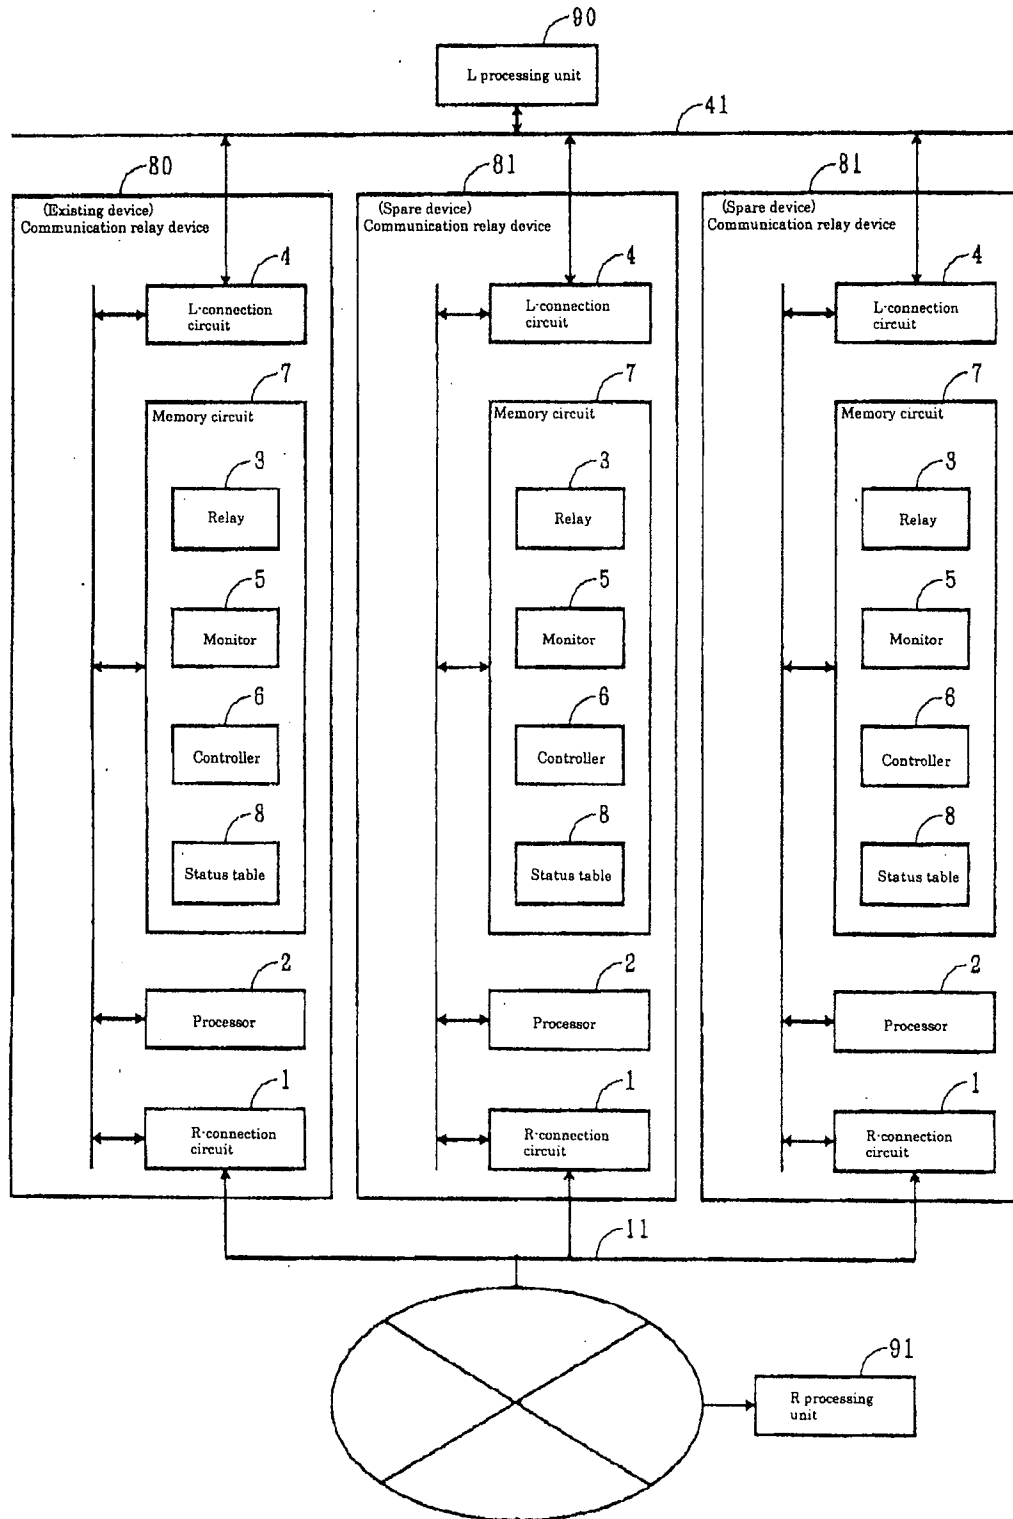 90
L processing unit
41
80
(Existing device)
Communication relay device
4
L-connection
circuit
7
Memory circuit
3
Relay
5
Monitor
6
Controller
8
Status table
2
Processor
1
R-connection
circuit
81
(Spare device)
Communication relay device
4
L-connection
circuit
7
Memory circuit
3
Relay
5
Monitor
6
Controller
8
Status table
2
Processor
1
R-connection
circuit
81
(Spare device)
Communication relay device
4
L-connection
circuit
7
Memory circuit
3
Relay
5
Monitor
6
Controller
8
Status table
2
Processor
1
R-connection
circuit
11
91
R processing
unit